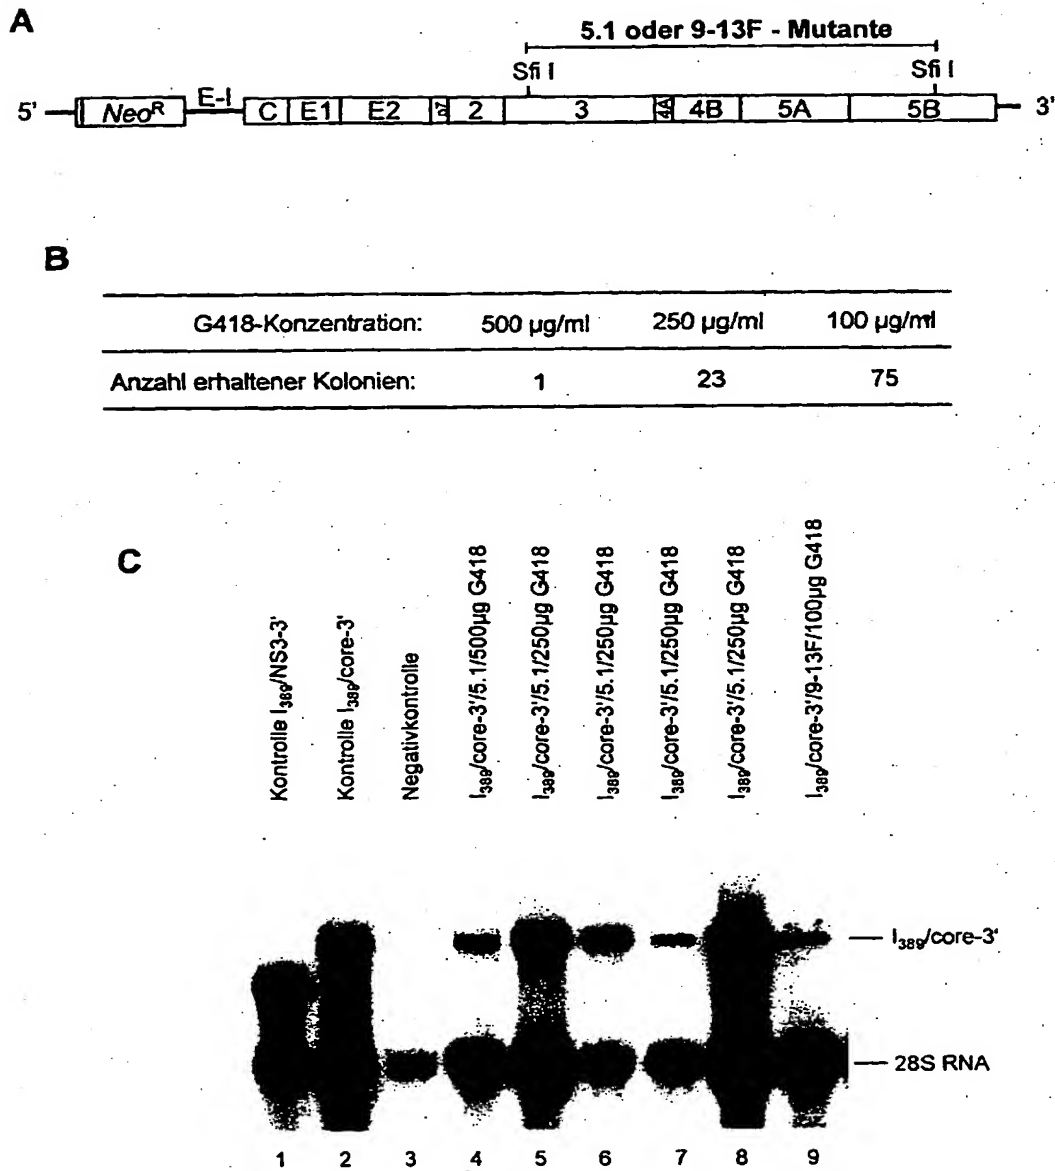 A
5.1 oder 9-13F - Mutante
Sfi I Sfi I
5' Neo^R E-I C E1 E2 p7 2 3 4A 4B 5A 5B 3'
B
G418-Konzentration: 500 µg/ml 250 µg/ml 100 µg/ml
Anzahl erhaltener Kolonien: 1 23 75
C
Kontrolle I389/NS3-3'
Kontrolle I389/core-3'
Negativkontrolle
I389/core-3'/5.1/500µg G418
I389/core-3'/5.1/250µg G418
I389/core-3'/5.1/250µg G418
I389/core-3'/5.1/250µg G418
I389/core-3'/5.1/250µg G418
I389/core-3'/9-13F/100µg G418
I389/core-3'
28S RNA
1 2 3 4 5 6 7 8 9